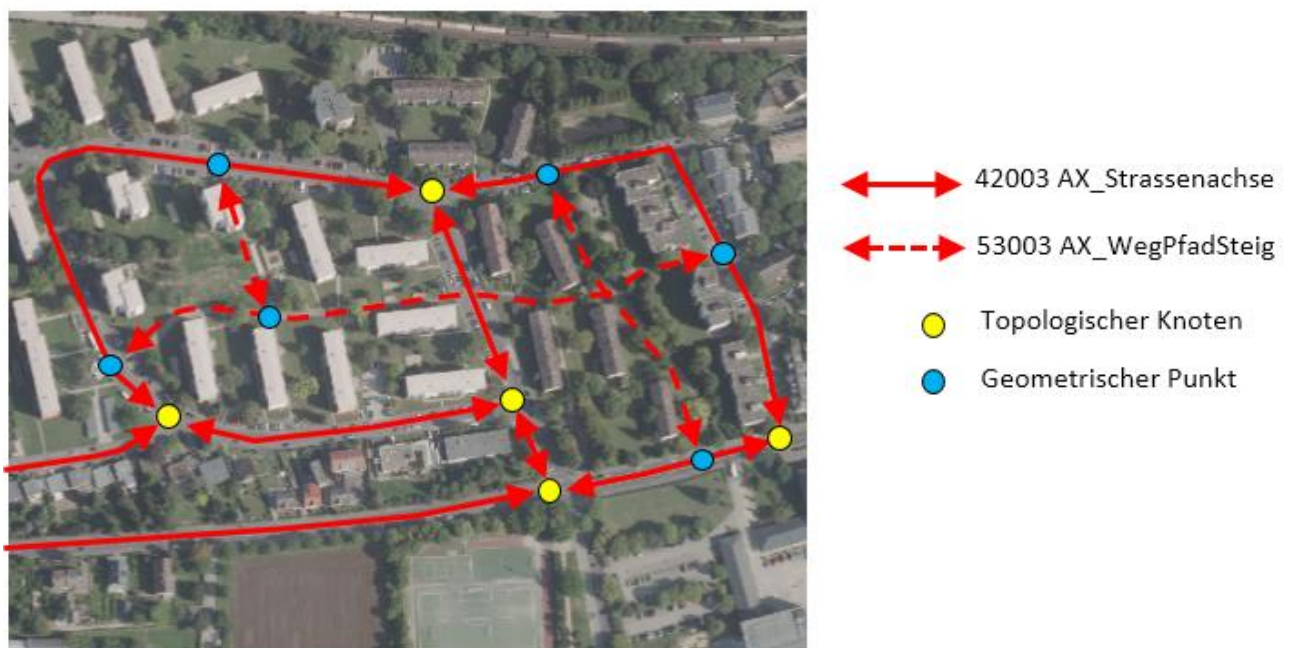 42003 AX_Strassenachse
53003 AX_WegPfadSteig
Topologischer Knoten
Geometrischer Punkt